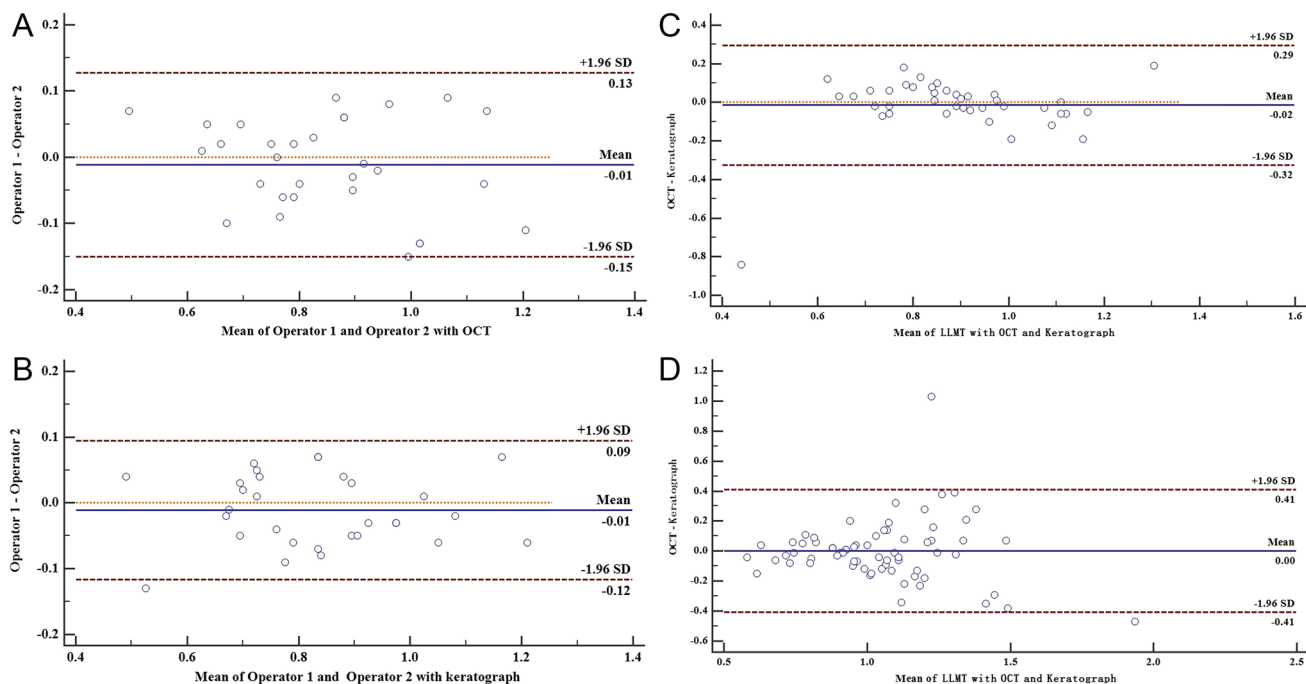 A
0.2
0.1
0.0
-0.1
-0.2
Operator 1 - Operator 2
+1.96 SD
0.13
Mean
-0.01
-1.96 SD
-0.15
0.4 0.6 0.8 1.0 1.2 1.4
Mean of Operator 1 and Opreator 2 with OCT
B
0.2
0.1
0.0
-0.1
-0.2
Operator 1 - Operator 2
+1.96 SD
0.09
Mean
-0.01
-1.96 SD
-0.12
0.4 0.6 0.8 1.0 1.2 1.4
Mean of Operator 1 and Operator 2 with keratograph
C
0.4
0.2
0.0
-0.2
-0.4
-0.6
-0.8
-1.0
OCT - Keratograph
+1.96 SD
0.29
Mean
-0.02
-1.96 SD
-0.32
0.4 0.6 0.8 1.0 1.2 1.4 1.6
Mean of LLMT with OCT and Keratograph
D
1.2
1.0
0.8
0.6
0.4
0.2
0.0
-0.2
-0.4
-0.6
OCT - Keratograph
+1.96 SD
0.41
Mean
0.00
-1.96 SD
-0.41
0.5 1.0 1.5 2.0 2.5
Mean of LLMT with OCT and Keratograph